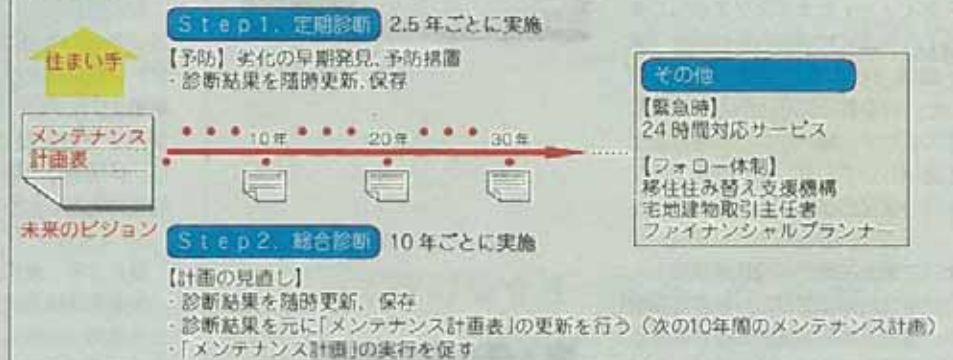 Step1. 定期診断 2.5年ごとに実施
住まい手
【予防】劣化の早期発見、予防措置
・診断結果を随時更新、保存
メンテナンス
計画表
未来のビジョン
10年 20年 30年
Step2. 総合診断 10年ごとに実施
【計画の見直し】
・診断結果を随時更新、保存
・診断結果を元に「メンテナンス計画表」の更新を行う（次の10年間のメンテナンス計画）
・「メンテナンス計画」の実行を促す
その他
【緊急時】
24時間対応サービス
【フォロー体制】
移住住み替え支援機構
宅地建物取引主任者
ファイナンシャルプランナー